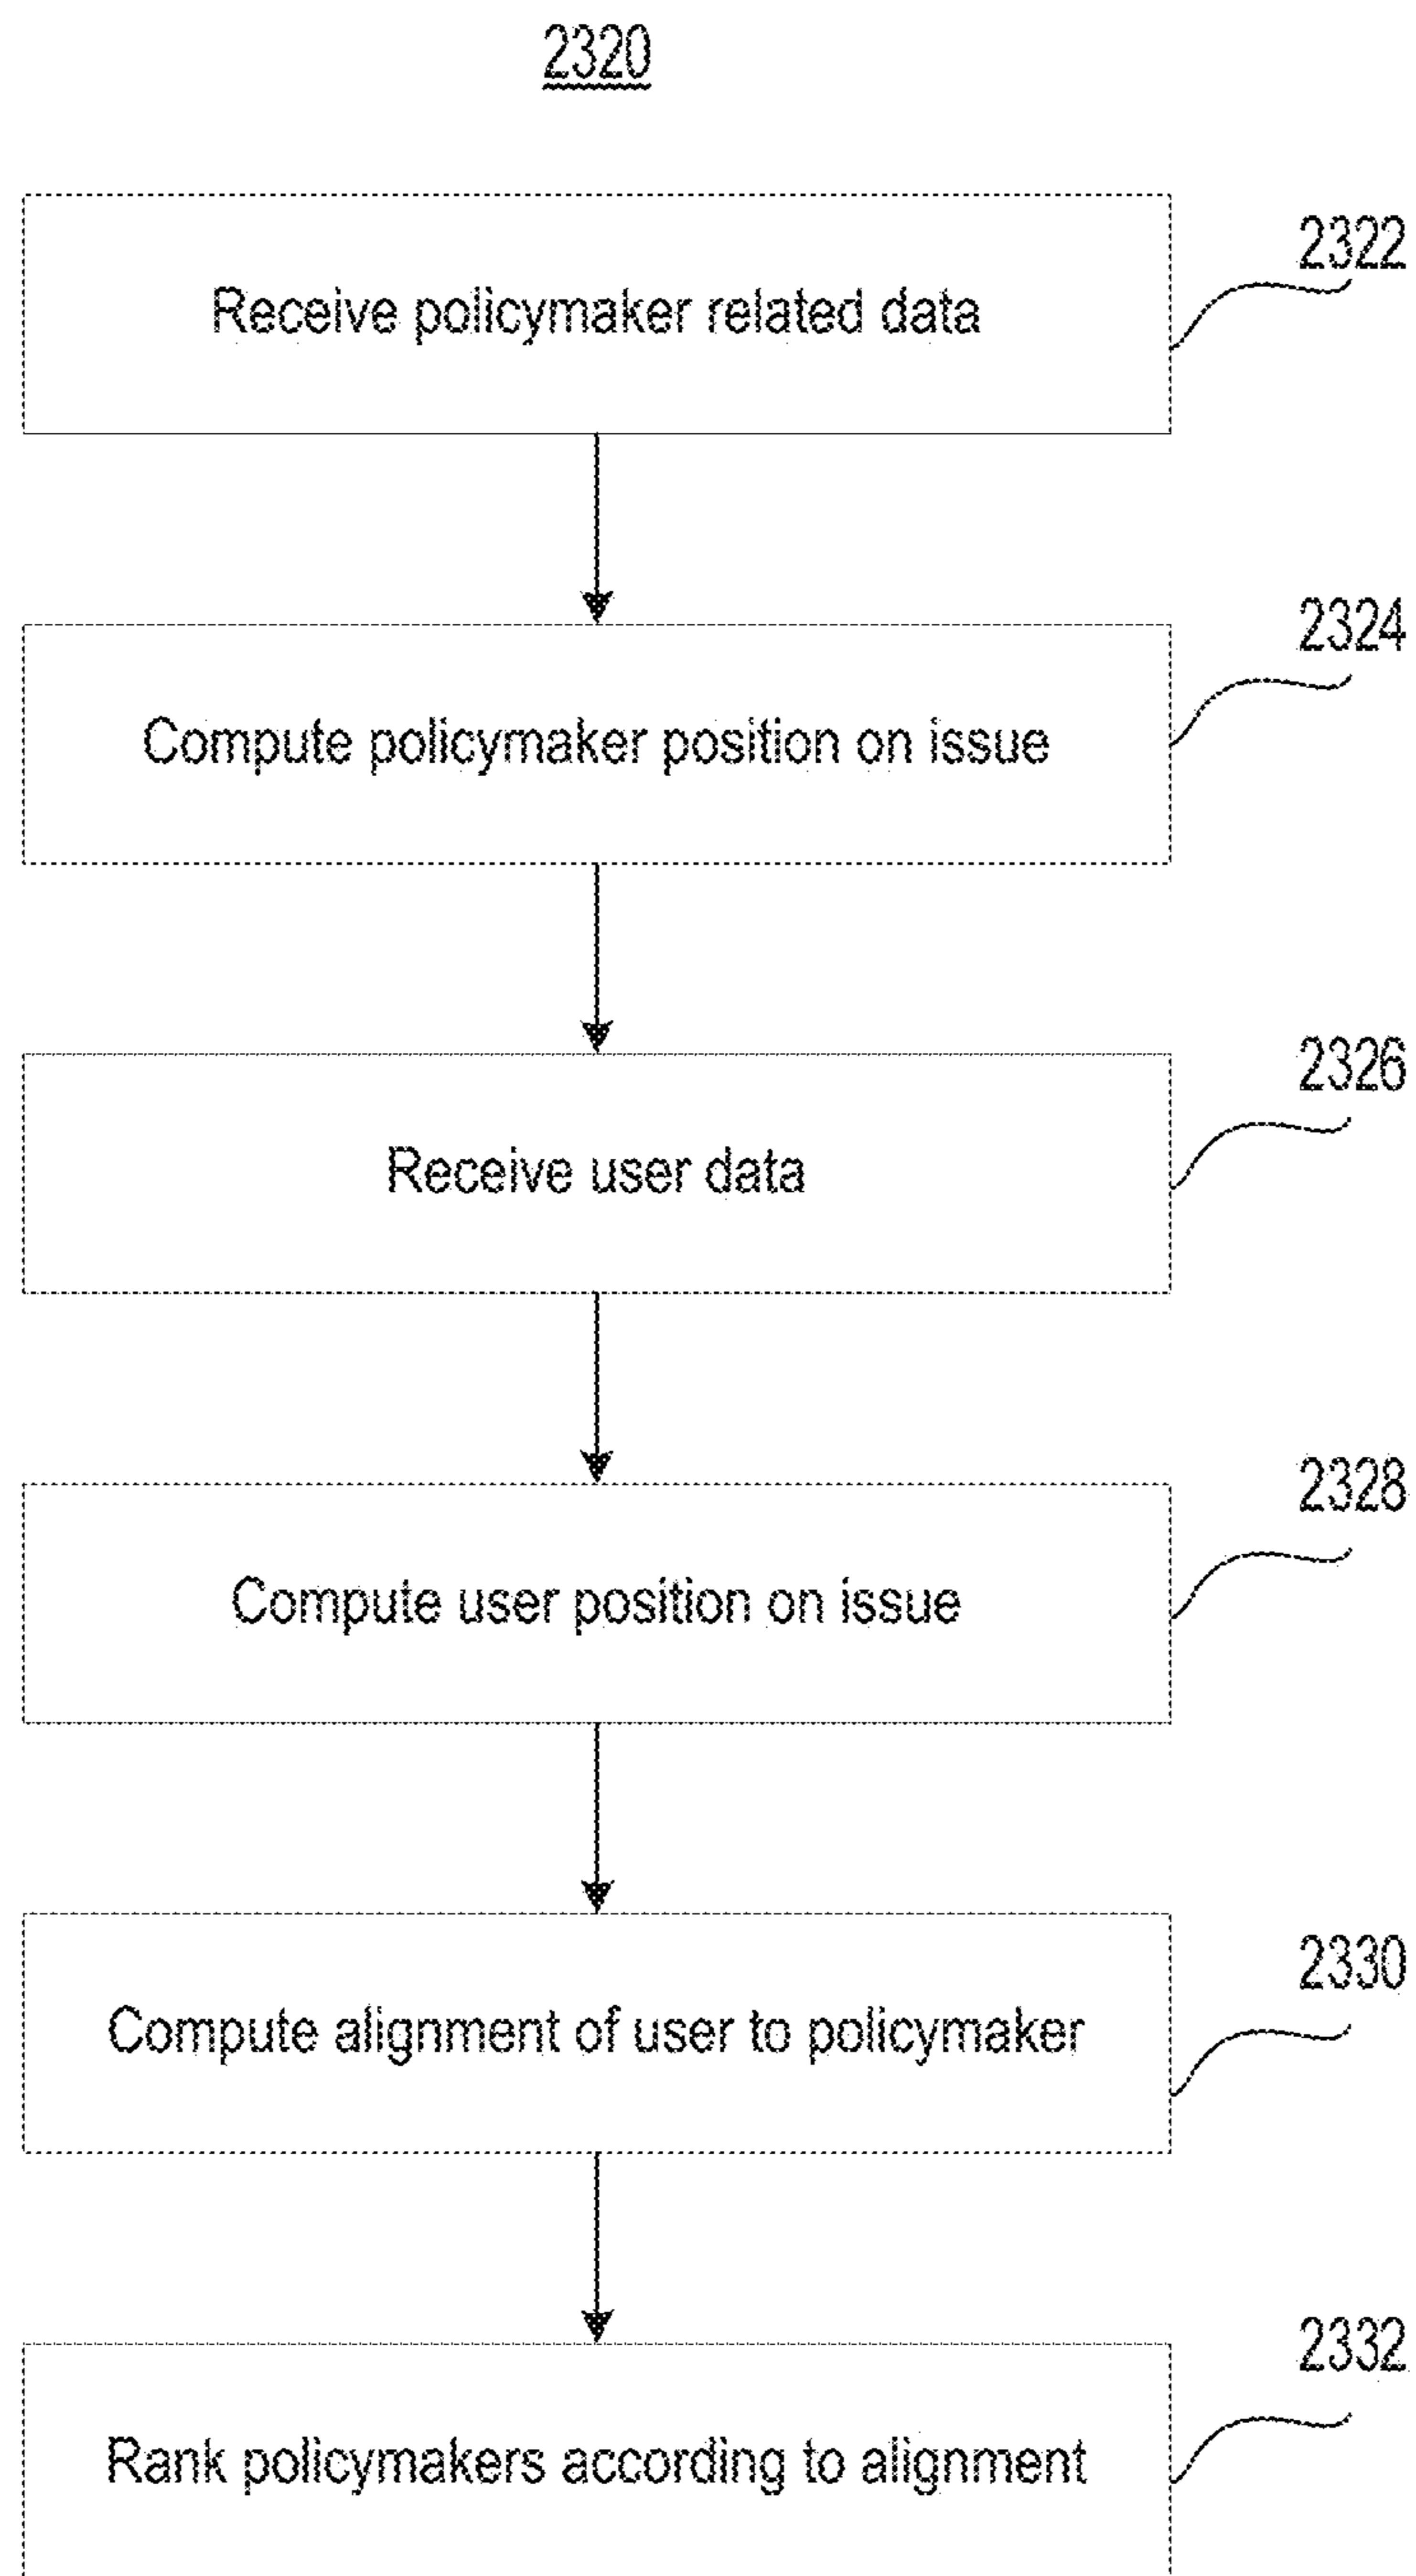 2320
2322
Receive policymaker related data
2324
Compute policymaker position on issue
2326
Receive user data
2328
Compute user position on issue
2330
Compute alignment of user to policymaker
2332
Rank policymakers according to alignment